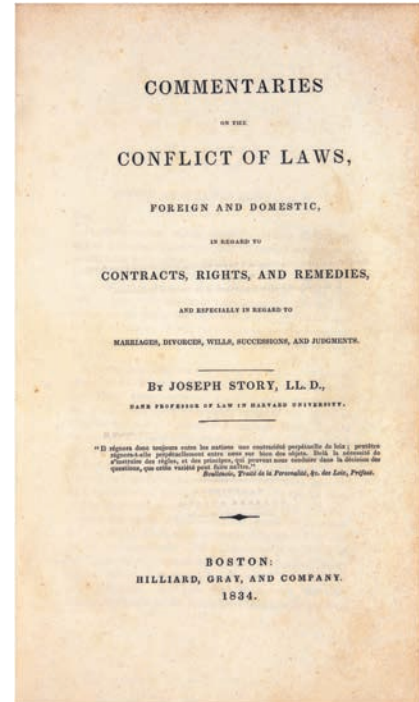 COMMENTARIES
ON THE
CONFLICT OF LAWS,
FOREIGN AND DOMESTIC,
IN REGARD TO
CONTRACTS, RIGHTS, AND REMEDIES,
AND ESPECIALLY IN REGARD TO
MARRIAGES, DIVORCES, WILLS, SUCCESSIONS, AND JUDGMENTS.
BY JOSEPH STORY, LL. D.,
DANE PROFESSOR OF LAW IN HARVARD UNIVERSITY.
"Il régnera donc toujours entre les nations une contrariété perpétuelle de loix ; peutêtre
régnera-t-elle perpétuellement entre nous sur bien des objets. Delà la nécessité de
s'instruire des règles, et des principes, qui peuvent nous conduire dans la décision des
questions, que cette variété peut faire naître."
Boullenois, Traité de la Personalité, &c. des Loix, Préface.
BOSTON:
HILLIARD, GRAY, AND COMPANY.
1834.